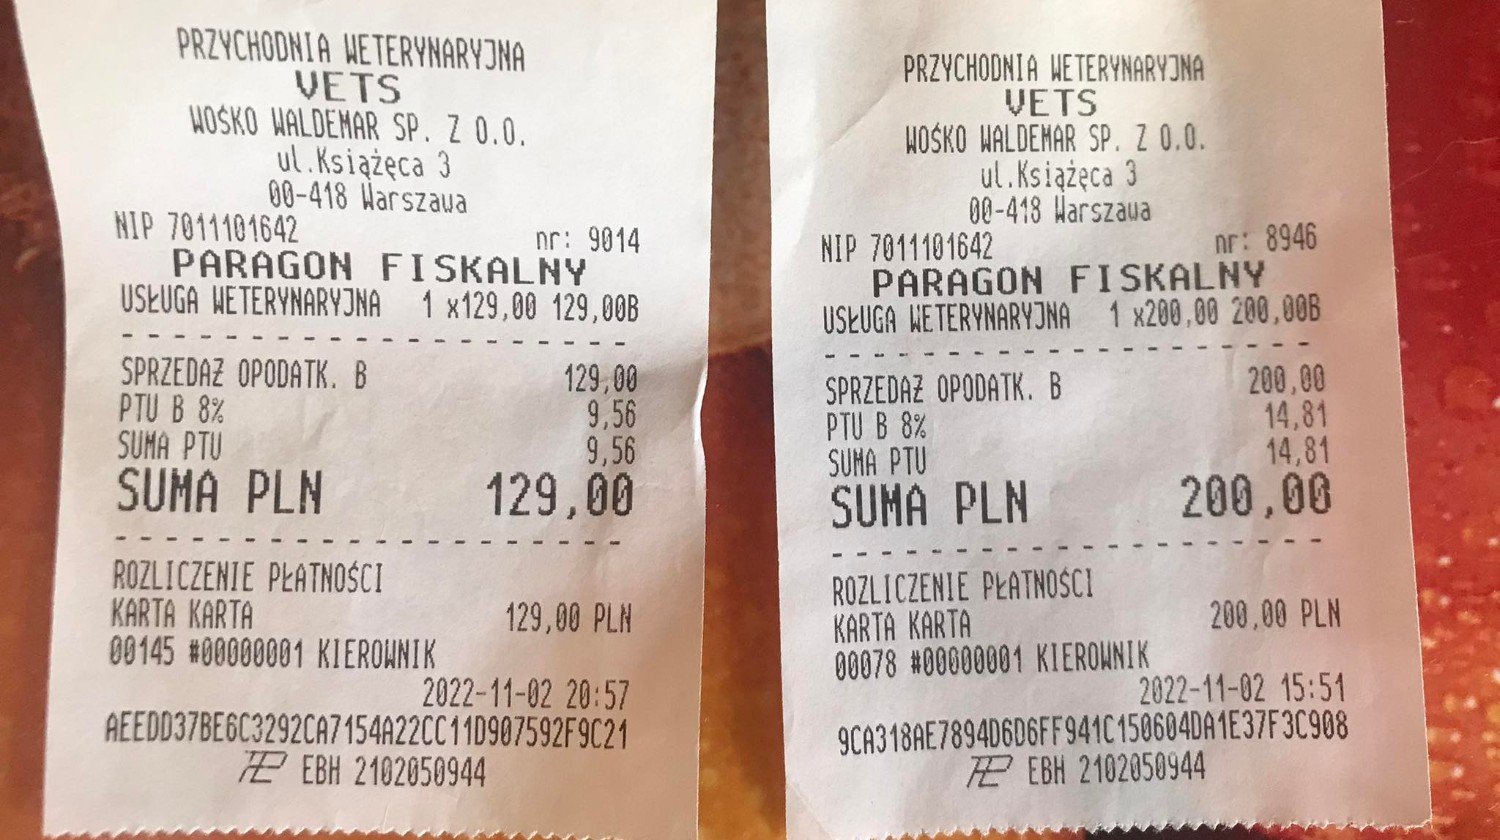 PRZYCHODNIA WETERYNARYJNA
VETS
WOŚKO WALDEMAR SP. Z O.O.
ul.Książęca 3
00-418 Warszawa
NIP 7011101642 nr: 9014
PARAGON FISKALNY
USŁUGA WETERYNARYJNA 1 x129,00 129,00B
- - - - - - - - - - - - - - - - - - - -
SPRZEDAŻ OPODATK. B 129,00
PTU B 8% 9,56
SUMA PTU 9,56
SUMA PLN 129,00
- - - - - - - - - - - - - - - - - - - -
ROZLICZENIE PŁATNOŚCI
KARTA KARTA 129,00 PLN
00145 #00000001 KIEROWNIK
2022-11-02 20:57
AEEDD37BE6C3292CA7154A22CC11D907592F9C21
EBH 2102050944
PRZYCHODNIA WETERYNARYJNA
VETS
WOŚKO WALDEMAR SP. Z O.O.
ul.Książęca 3
00-418 Warszawa
NIP 7011101642 nr: 8946
PARAGON FISKALNY
USŁUGA WETERYNARYJNA 1 x200,00 200,00B
- - - - - - - - - - - - - - - - - - - -
SPRZEDAŻ OPODATK. B 200,00
PTU B 8% 14,81
SUMA PTU 14,81
SUMA PLN 200,00
- - - - - - - - - - - - - - - - - - - -
ROZLICZENIE PŁATNOŚCI
KARTA KARTA 200,00 PLN
00078 #00000001 KIEROWNIK
2022-11-02 15:51
9CA318AE7894D6D6FF941C150604DA1E37F3C908
EBH 2102050944